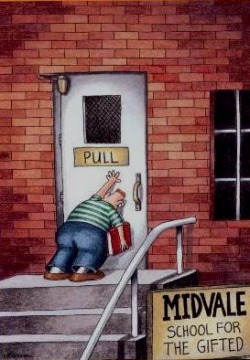 PULL
MIDVALE
SCHOOL FOR
THE GIFTED